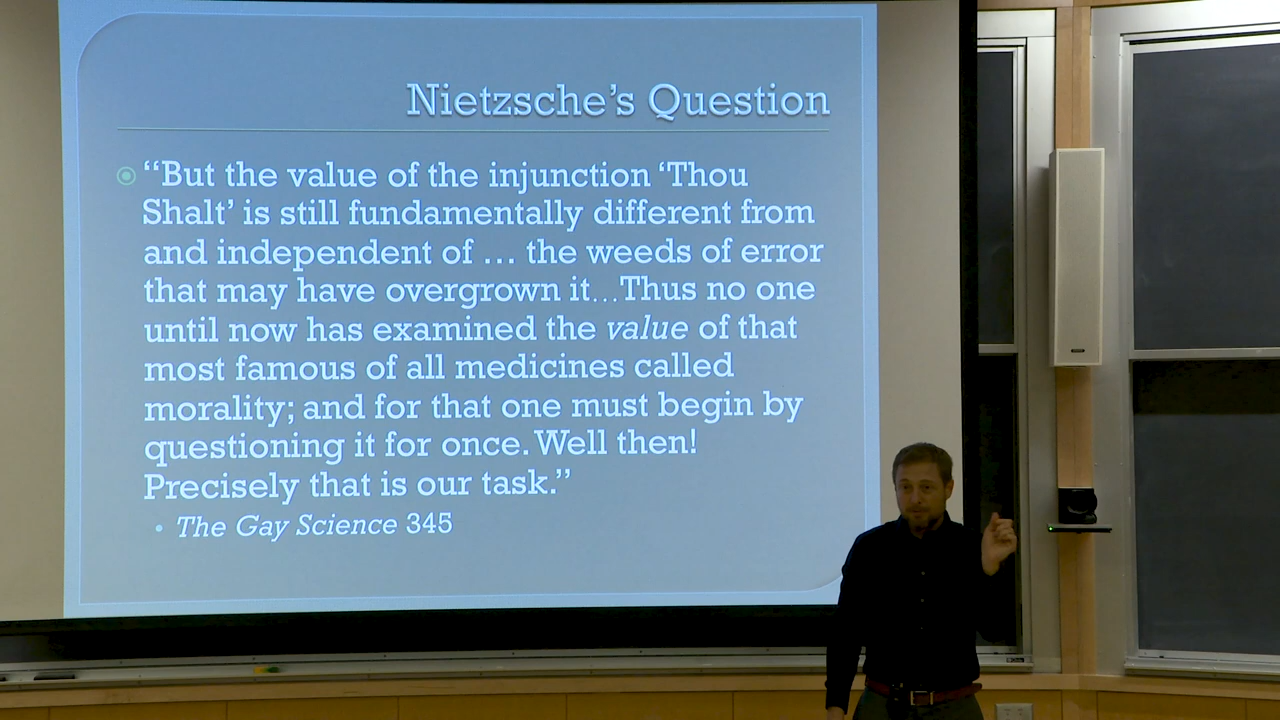 Nietzsche’s Question
“But the value of the injunction ‘Thou
Shalt’ is still fundamentally different from
and independent of … the weeds of error
that may have overgrown it…Thus no one
until now has examined the value of that
most famous of all medicines called
morality; and for that one must begin by
questioning it for once. Well then!
Precisely that is our task.”
The Gay Science 345